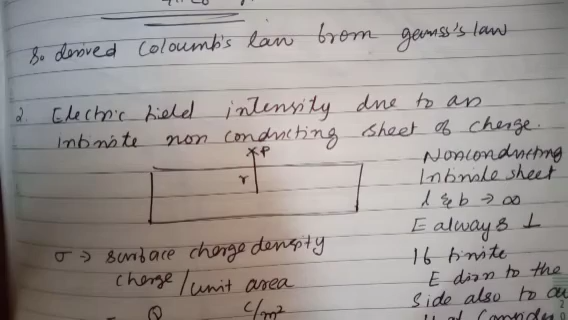 So derived Coloumb's law from gauss's law
2. Electric field intensity due to an
infinite non conducting sheet of charge.
xP
r
Nonconducting
Infinite sheet
l & b → ∞
E always ⊥
If finite
E dirn to the
side also to
σ → surface charge density
charge/unit area
Q
C/m²